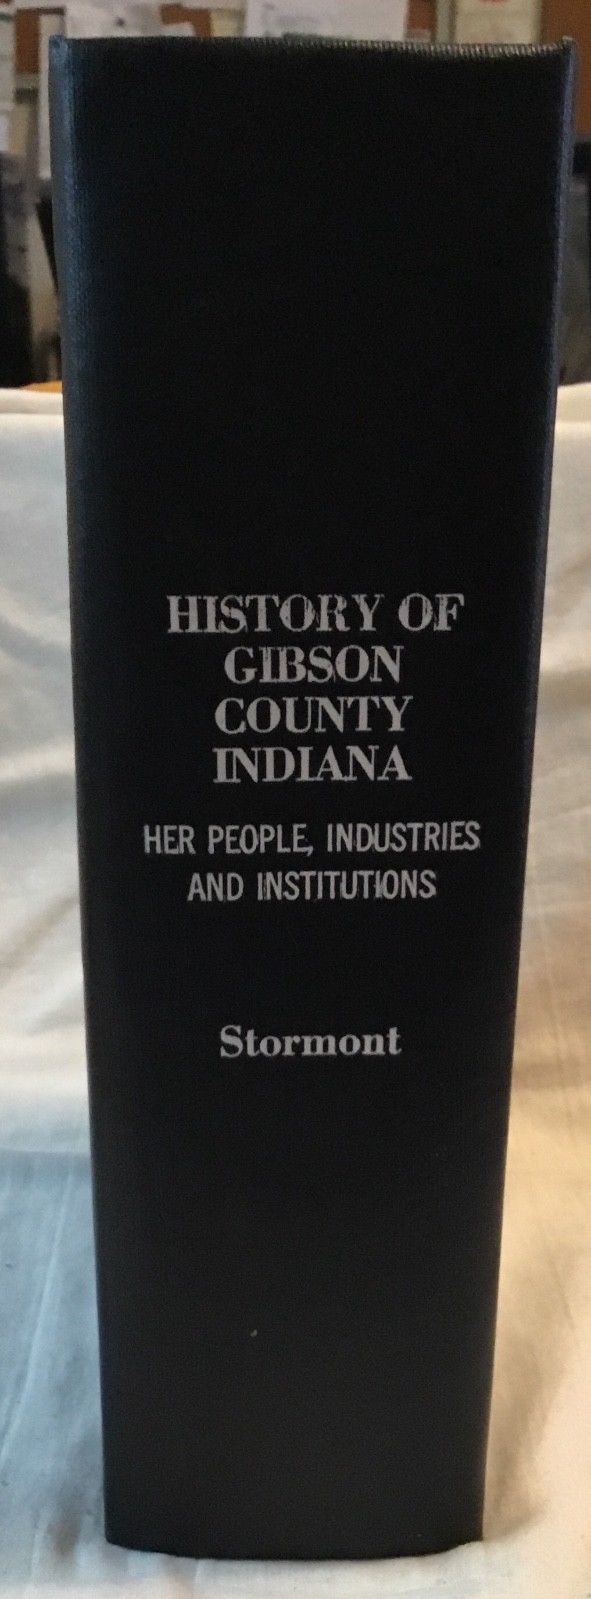 HISTORY OF
GIBSON
COUNTY
INDIANA
HER PEOPLE, INDUSTRIES
AND INSTITUTIONS
Stormont